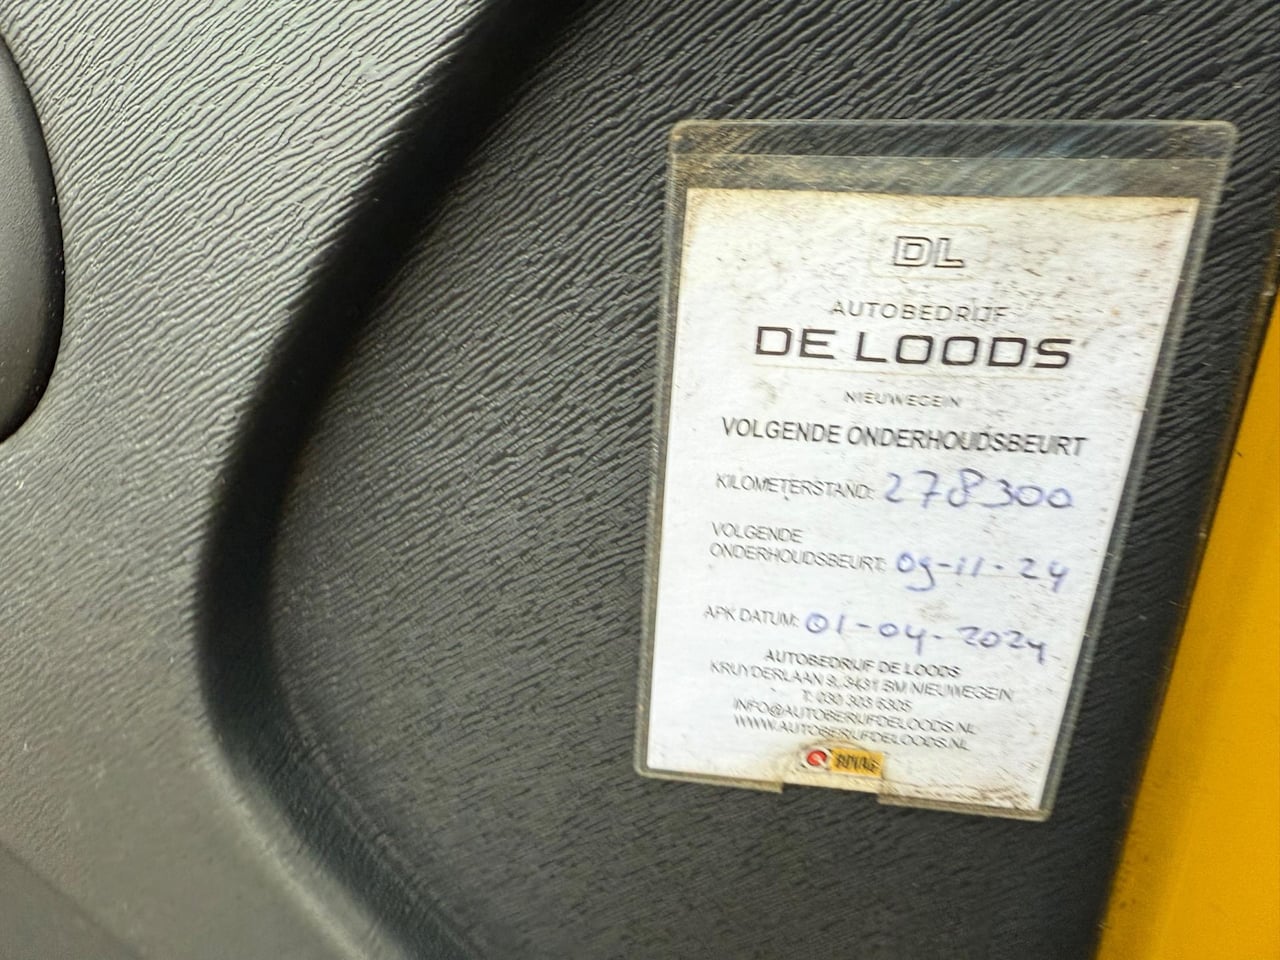 DL
AUTOBEDRIJF
DE LOODS
NIEUWEGEIN
VOLGENDE ONDERHOUDSBEURT
KILOMETERSTAND: 278300
VOLGENDE
ONDERHOUDSBEURT: 09-11-24
APK DATUM: 01-04-2024
AUTOBEDRIJF DE LOODS
KRUYDERLAAN 9, 3431 BM NIEUWEGEIN
T: 030 303 6305
INFO@AUTOBERIJFDELOODS.NL
WWW.AUTOBERIJFDELOODS.NL
BOVAG